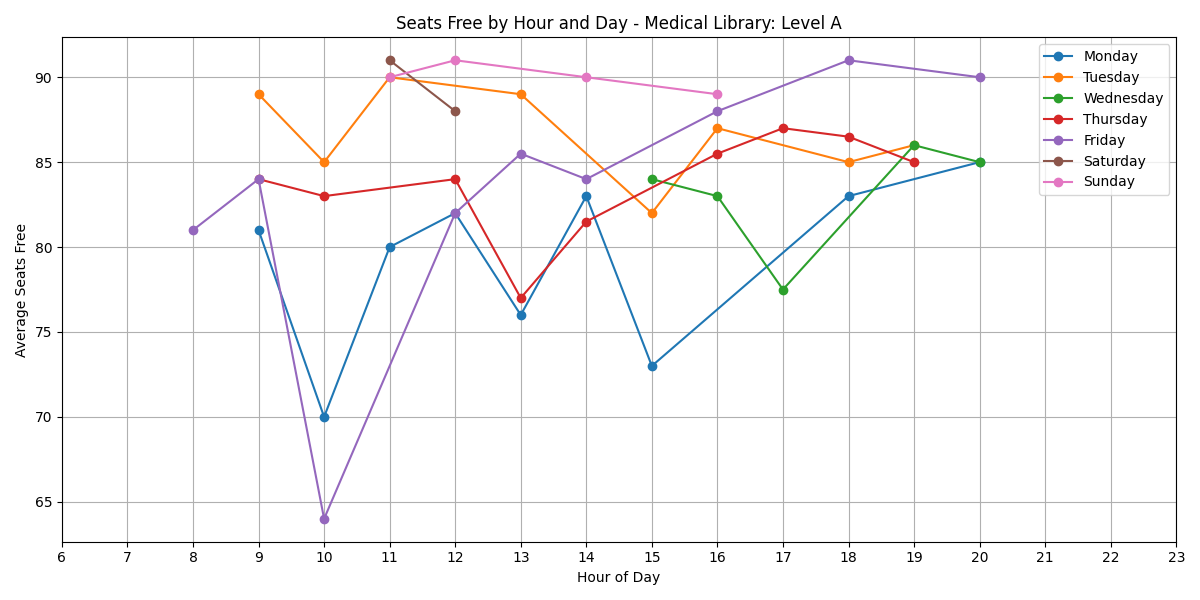 Seats Free by Hour and Day - Medical Library: Level A
Average Seats Free
90
85
80
75
70
65
Monday
Tuesday
Wednesday
Thursday
Friday
Saturday
Sunday
6 7 8 9 10 11 12 13 14 15 16 17 18 19 20 21 22 23
Hour of Day